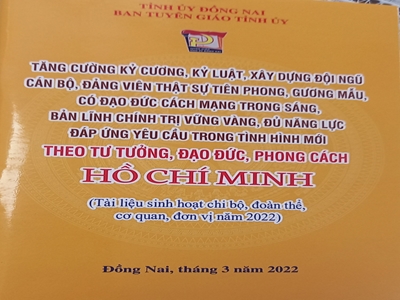 TỈNH ỦY ĐỒNG NAI
BAN TUYÊN GIÁO TỈNH ỦY
TĂNG CƯỜNG KỶ CƯƠNG, KỶ LUẬT, XÂY DỰNG ĐỘI NGŨ
CÁN BỘ, ĐẢNG VIÊN THẬT SỰ TIÊN PHONG, GƯƠNG MẪU,
CÓ ĐẠO ĐỨC CÁCH MẠNG TRONG SÁNG,
BẢN LĨNH CHÍNH TRỊ VỮNG VÀNG, ĐỦ NĂNG LỰC
ĐÁP ỨNG YÊU CẦU TRONG TÌNH HÌNH MỚI
THEO TƯ TƯỞNG, ĐẠO ĐỨC, PHONG CÁCH
HỒ CHÍ MINH
(Tài liệu sinh hoạt chi bộ, đoàn thể,
cơ quan, đơn vị năm 2022)
Đồng Nai, tháng 3 năm 2022